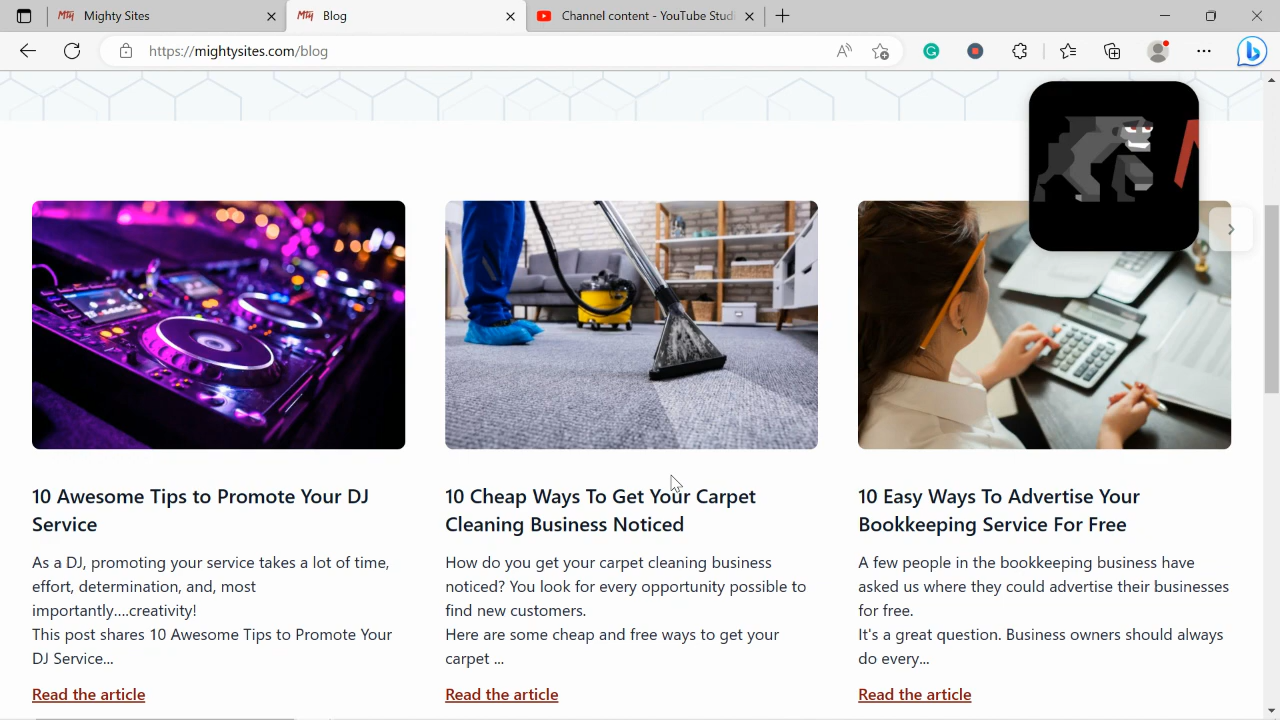 Mighty Sites
Blog
Channel content - YouTube Studi
https://mightysites.com/blog
10 Awesome Tips to Promote Your DJ
Service
As a DJ, promoting your service takes a lot of time,
effort, determination, and, most
importantly....creativity!
This post shares 10 Awesome Tips to Promote Your
DJ Service...
Read the article
10 Cheap Ways To Get Your Carpet
Cleaning Business Noticed
How do you get your carpet cleaning business
noticed? You look for every opportunity possible to
find new customers.
Here are some cheap and free ways to get your
carpet ...
Read the article
10 Easy Ways To Advertise Your
Bookkeeping Service For Free
A few people in the bookkeeping business have
asked us where they could advertise their businesses
for free.
It's a great question. Business owners should always
do every...
Read the article